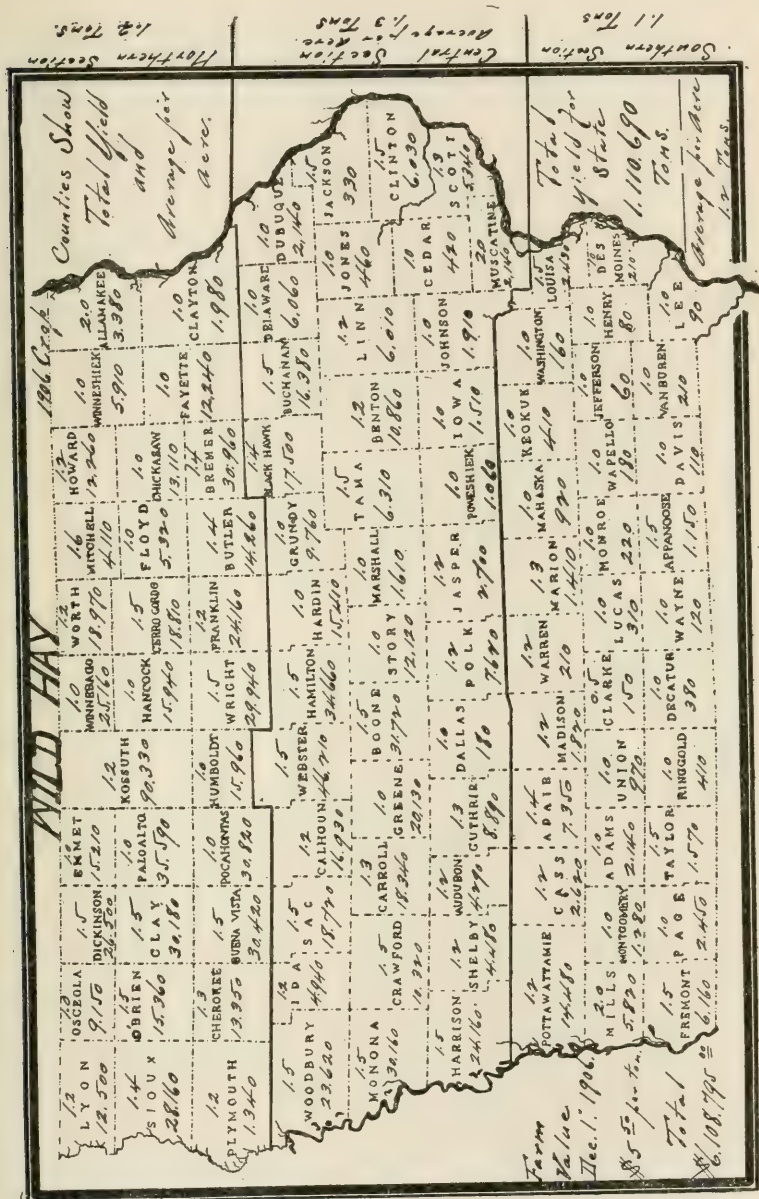 WILD HAY
1906 Crop
Counties Show
Total Yield
and
Average per
Acre.
Northern Section
1.2 Tons.
Central Section
Average per Acre.
1.3 Tons
Southern Section
1.1 Tons
1.2 LYON 12.500
1.3 OSCEOLA 9.150
1.5 DICKINSON 26.500
1.0 EMMET 15.210
1.2 KOSSUTH 90.330
1.0 WINNEBAGO 25.160
1.2 WORTH 18.970
1.6 MITCHELL 4.110
1.2 HOWARD 12.260
1.0 WINNESHIEK 5.910
2.0 ALLAMAKEE 3.380
1.4 SIOUX 28.160
1.5 OBRIEN 15.360
1.5 CLAY 30.180
1.0 PALO ALTO 35.590
1.0 HANCOCK 15.940
1.5 CERRO GORDO 18.810
1.0 FLOYD 5.320
1.0 CHICKASAW 13.110
1.0 FAYETTE 12.240
1.0 CLAYTON 1.980
1.2 PLYMOUTH 1.340
1.3 CHEROKEE 13.350
BUENA VISTA 30.420
1.0 POCAHONTAS 30.820
1.0 HUMBOLDT 15.960
1.5 WRIGHT 29.940
1.2 FRANKLIN 24.160
1.4 BUTLER 14.260
1.4 BREMER 30.960
1.5 WOODBURY 23.620
1.2 IDA 4.940
1.5 SAC 18.720
1.2 CALHOUN 16.930
1.5 WEBSTER 46.210
1.5 HAMILTON 34.660
1.0 HARDIN 15.210
1.0 GRUNDY 9.760
1.4 BLACK HAWK 17.500
1.5 BUCHANAN 16.380
1.0 DELAWARE 6.060
1.0 DUBUQUE 2.140
1.5 MONONA 30.160
1.5 CRAWFORD 10.320
1.3 CARROLL 18.340
1.0 GREENE 20.130
1.5 BOONE 31.720
1.0 STORY 12.120
1.0 MARSHALL 1.610
1.5 TAMA 6.310
1.2 BENTON 10.860
1.2 LINN 6.010
1.0 JONES 460
1.5 JACKSON 330
1.5 CLINTON 6.030
1.5 HARRISON 24.160
1.2 SHELBY 4.480
1.2 AUDUBON 4.290
1.3 GUTHRIE 8.890
1.0 DALLAS 180
1.2 POLK 7.620
1.2 JASPER 2.700
1.0 POWESHIEK 1.060
1.0 IOWA 1.510
1.0 JOHNSON 1.910
1.0 CEDAR 420
1.3 SCOTT 5.340
2.0 MUSCATINE 2.140
1.2 POTTAWATTAMIE 14.480
1.2 CASS 2.620
1.4 ADAIR 7.350
1.2 MADISON 1.820
1.2 WARREN 210
1.3 MARION 1.410
1.0 MAHASKA 920
1.0 KEOKUK 410
1.0 WASHINGTON 160
1.5 LOUISA 2.430
2.0 MILLS 5.820
1.0 MONTGOMERY 1.280
1.0 ADAMS 2.140
1.0 UNION 970
0.5 CLARKE 150
1.0 LUCAS 310
1.0 MONROE 220
1.0 WAPELLO 180
1.0 JEFFERSON 60
1.0 HENRY 80
DES MOINES 210
1.5 FREMONT 6.160
1.0 PAGE 2.450
1.5 TAYLOR 1.570
1.0 RINGGOLD 410
1.0 DECATUR 380
1.0 WAYNE 120
1.5 APPANOOSE 1.150
1.0 DAVIS 110
1.0 VAN BUREN 210
1.0 LEE 90
Farm
Value
Dec. 1st 1906.
$5.50 per ton.
Total
$6,108,795.00
Total
Yield for
State
1.110.690
Tons.
Average per Acre
1.2 Tons.